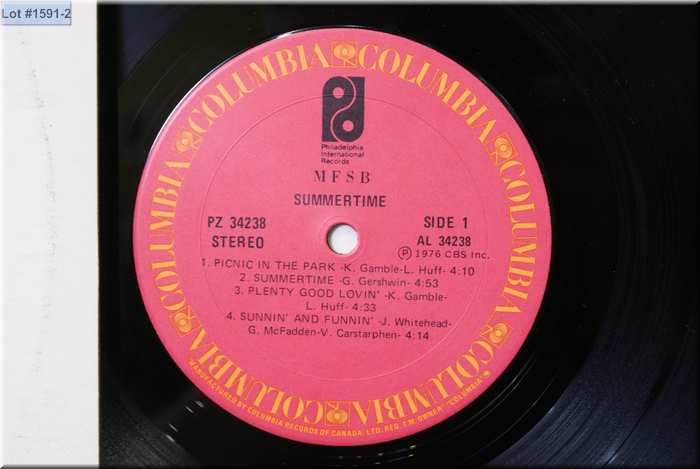 Lot #1591-2
COLUMBIA COLUMBIA COLUMBIA COLUMBIA COLUMBIA COLUMBIA COLUMBIA
Philadelphia
International
Records
MFSB
SUMMERTIME
PZ 34238 SIDE 1
STEREO AL 34238
Ⓟ 1976 CBS Inc.
1. PICNIC IN THE PARK -K. Gamble-L. Huff- 4:10
2. SUMMERTIME -G. Gershwin- 4:53
3. PLENTY GOOD LOVIN' -K. Gamble-
L. Huff- 4:33
4. SUNNIN' AND FUNNIN' -J. Whitehead-
G. McFadden-V. Carstarphen- 4:14
MANUFACTURED BY COLUMBIA RECORDS OF CANADA, LTD. REG. T.M. OWNER "COLUMBIA"